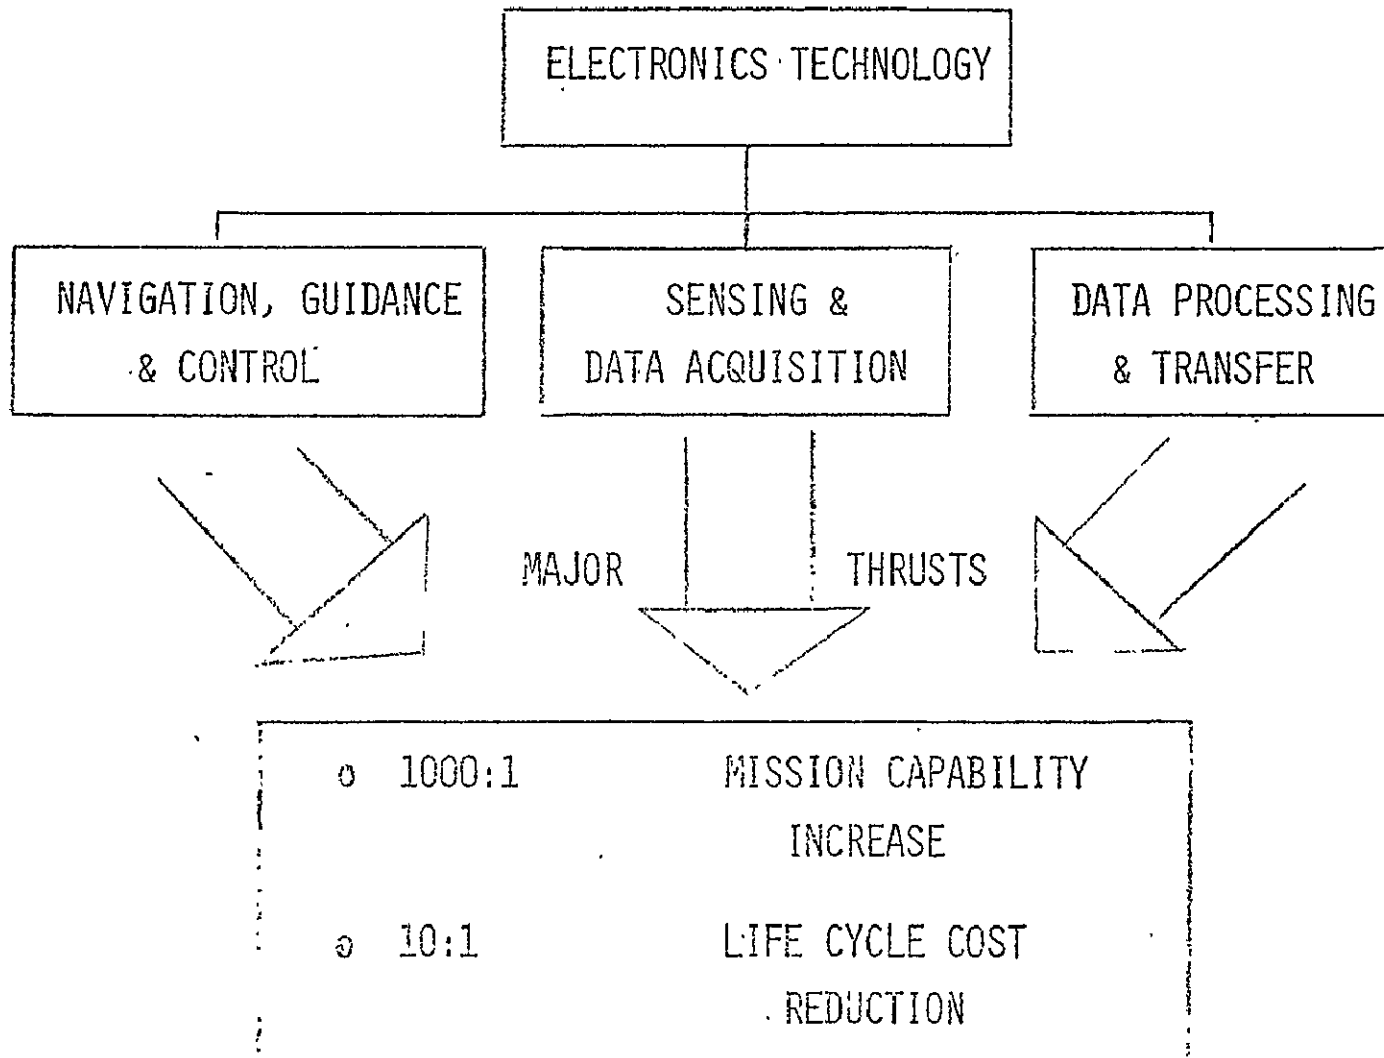 ELECTRONICS TECHNOLOGY
NAVIGATION, GUIDANCE
& CONTROL
SENSING &
DATA ACQUISITION
DATA PROCESSING
& TRANSFER
MAJOR THRUSTS
o 1000:1 MISSION CAPABILITY
INCREASE
o 10:1 LIFE CYCLE COST
REDUCTION